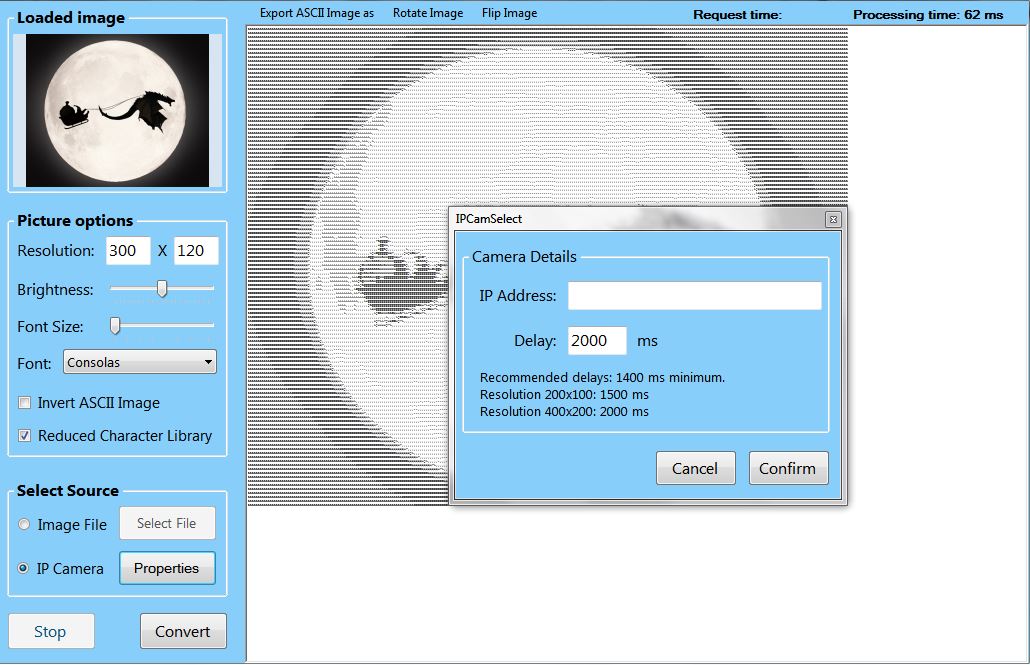 Loaded image
Export ASCII Image as Rotate Image Flip Image Request time: Processing time: 62 ms
Picture options
Resolution: 300 X 120
Brightness:
Font Size:
Font: Consolas
Invert ASCII Image
Reduced Character Library
Select Source
Image File Select File
IP Camera Properties
Stop Convert
IPCamSelect
Camera Details
IP Address:
Delay: 2000 ms
Recommended delays: 1400 ms minimum.
Resolution 200x100: 1500 ms
Resolution 400x200: 2000 ms
Cancel Confirm